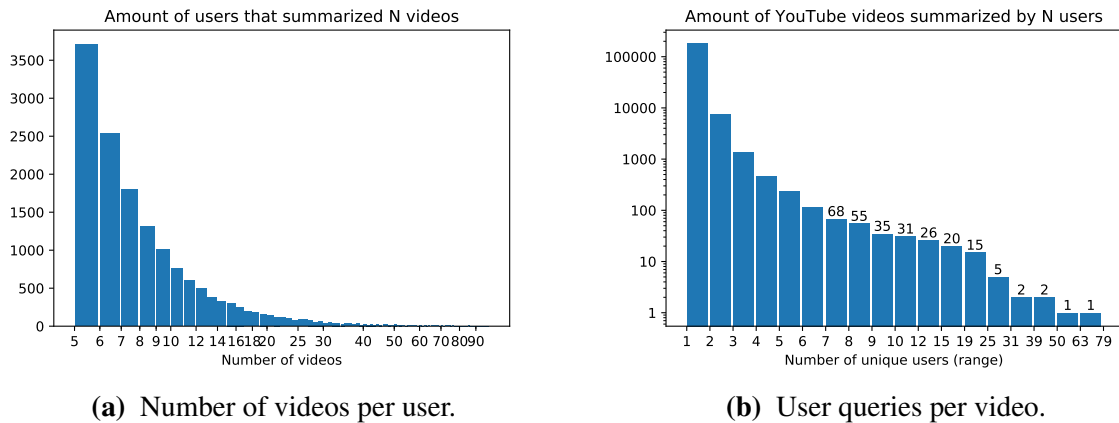 Amount of users that summarized N videos
3500
3000
2500
2000
1500
1000
500
0
5 6 7 8 9 10 12 14 16 18 20 25 30 40 50 60 70 80 90
Number of videos
(a) Number of videos per user.
Amount of YouTube videos summarized by N users
100000
10000
1000
100
10
1
68 55 35 31 26 20 15 5 2 2 1 1
1 2 3 4 5 6 7 8 9 10 12 15 19 25 31 39 50 63 79
Number of unique users (range)
(b) User queries per video.